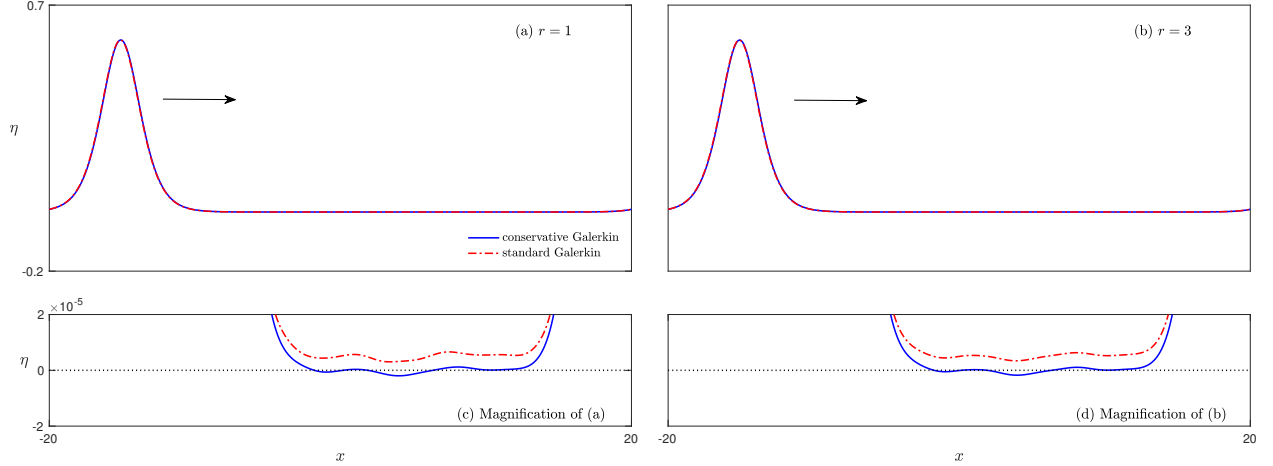 0.7
(a) r = 1
(b) r = 3
η
conservative Galerkin
standard Galerkin
-0.2
2 ×10-5
η
0
(c) Magnification of (a)
(d) Magnification of (b)
-2
-20
20
-20
20
x
x